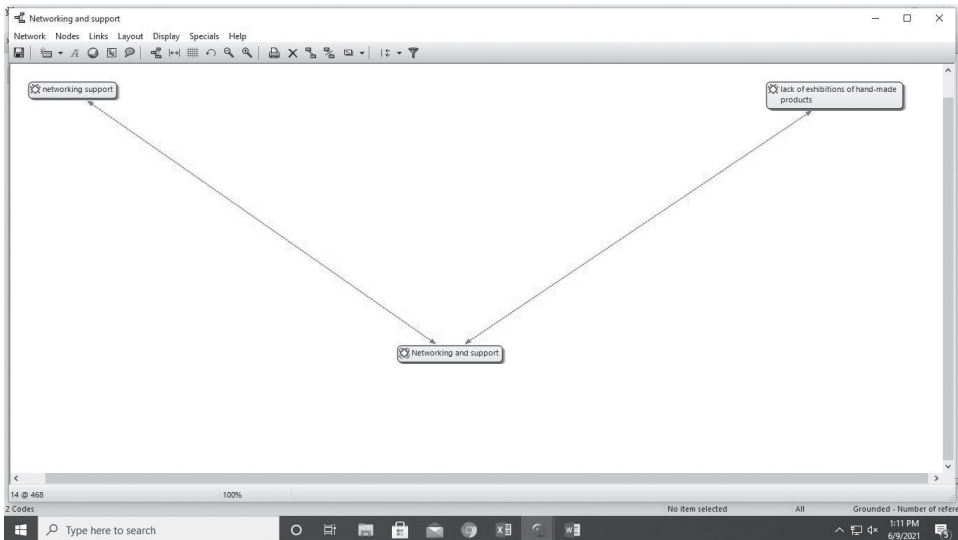 Networking and support
Network Nodes Links Layout Display Specials Help
networking support
lack of exhibitions of hand-made
products
Networking and support
14 @ 468 100%
2 Codes No item selected All Grounded - Number of refere
Type here to search
1:11 PM
6/9/2021
5